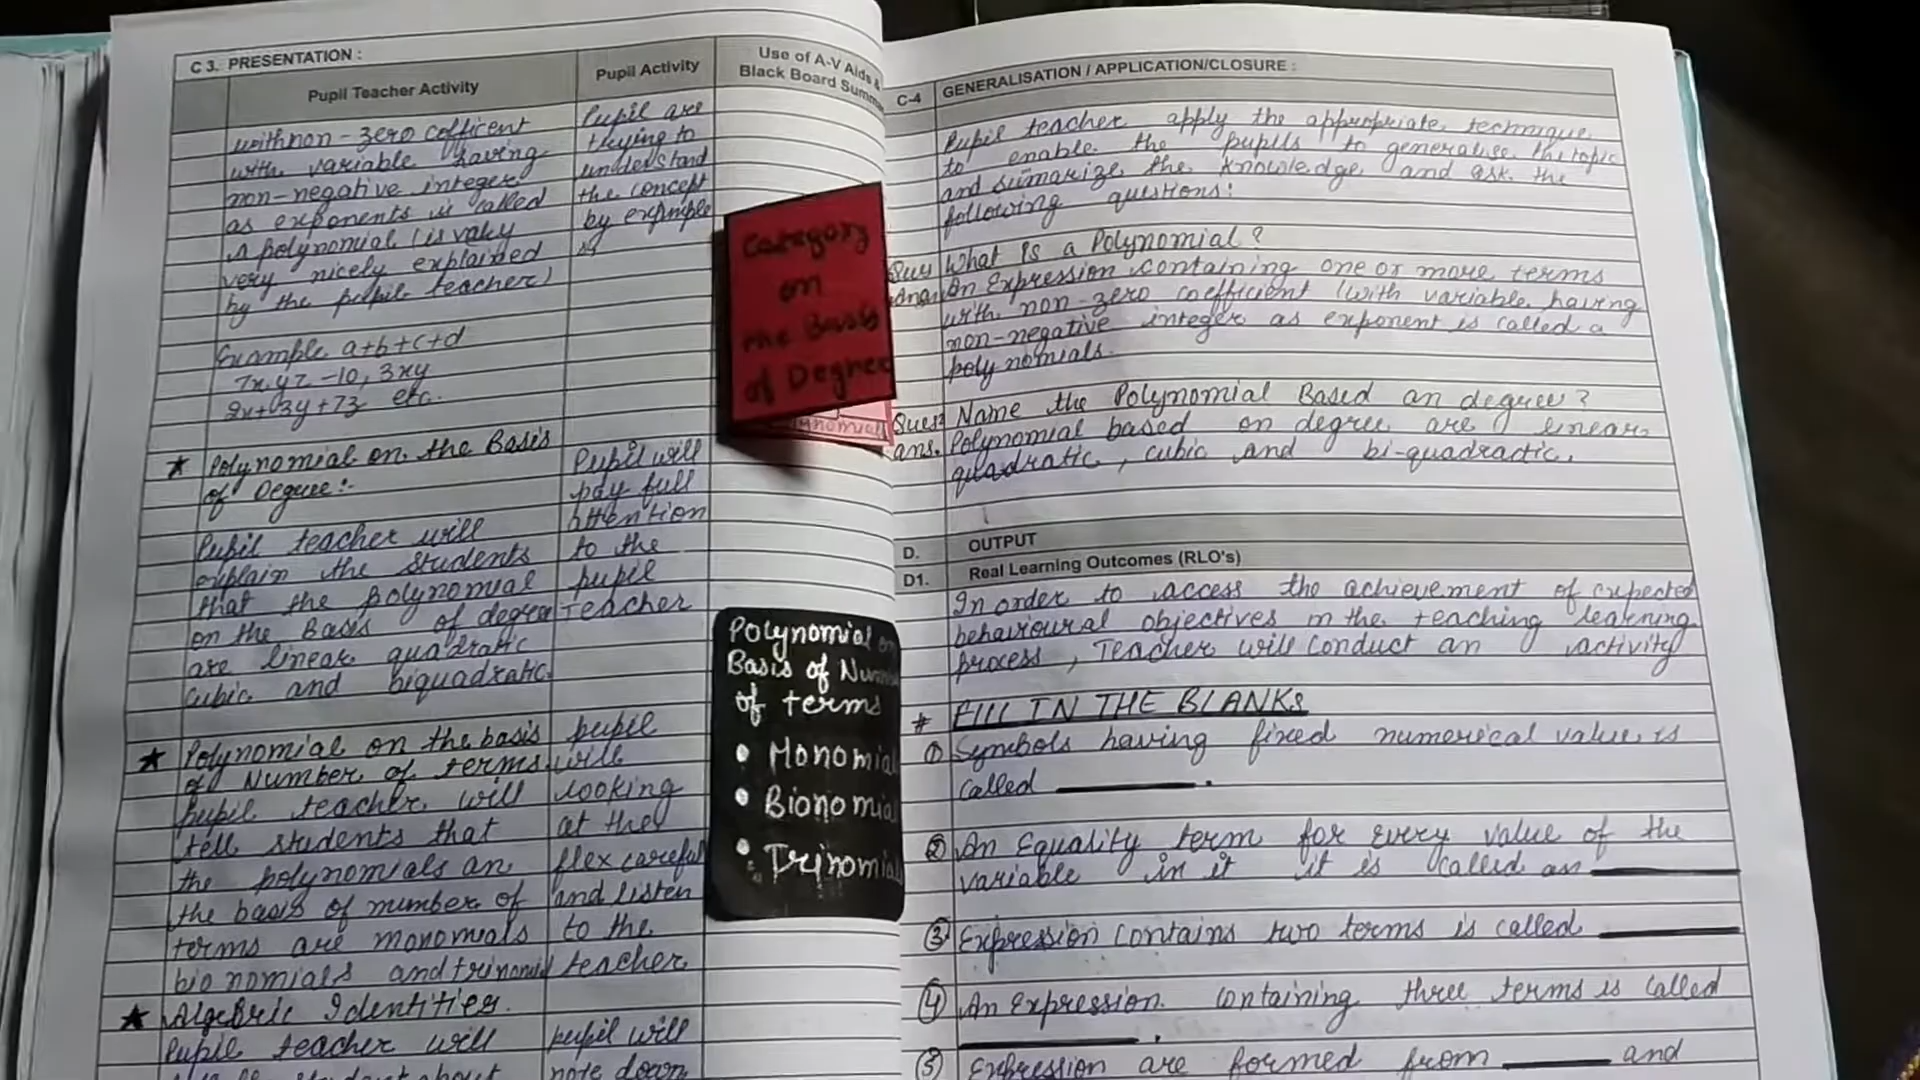 C 3. PRESENTATION :
Pupil Teacher Activity
Pupil Activity
Use of A-V Aids &
Black Board Summa
withnon-zero cofficent
with variable having
non-negative integer
as exponents is called
A polynomial (is vaky
very nicely explained
by the pupil teacher)
Example a+b+c+d
7xyz -10, 3xy
2x+3y+7z etc.
Pupil are
trying to
understand
the concept
by example
Category
on
the Basis
of Degree
★ Polynomial on the Basis
of Degree:-
Pupil teacher will
explain the students
that the polynomial
on the Basis of degree
are linear quadratic
cubic and biquadratic.
Pupil will
pay full
attention
to the
pupil
Teacher
★ Polynomial on the basis
of Number of terms
pupil teacher will
tell students that
the polynomials an
the basis of number of
terms are monomials
bionomials and trinomial
pupil
will
looking
at the
flex careful
and listen
to the
teacher
Polynomial on
Basis of Num
of terms
• Monomial
• Bionomial
• Trinomial
★ Algebric Identities.
Pupil teacher will
pupil will
note down
C-4 GENERALISATION / APPLICATION/CLOSURE :
Pupil teacher apply the appropriate technique
to enable the pupils to generalise the topic
and sumarize the knowledge and ask the
following questions:
Ques What Is a Polynomial?
An Expression containing one or more terms
with non-zero coefficient (with variable having
non-negative integer as exponent is called a
polynomials.
Ques Name the Polynomial Based an degree?
ans. Polynomial based on degree are linear
quadratic, cubic and bi-quadractic.
D. OUTPUT
D1. Real Learning Outcomes (RLO's)
In order to access the achievement of expected
behavioural objectives in the teaching learning
process, Teacher will conduct an activity
# FILL IN THE BLANKS
① Symbols having fixed numerical value is
called ______.
② An Equality term for every value of the
variable in it it is called as ______
③ Expression contains two terms is called ______
④ An Expression containing three terms is called
______.
⑤ Expression are formed from ______ and